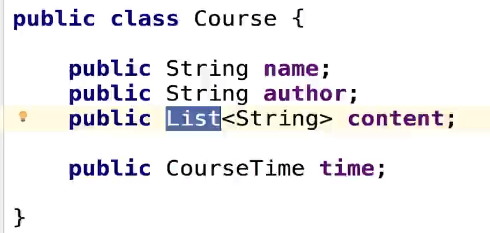 public class Course {
public String name;
public String author;
public List<String> content;
public CourseTime time;
}